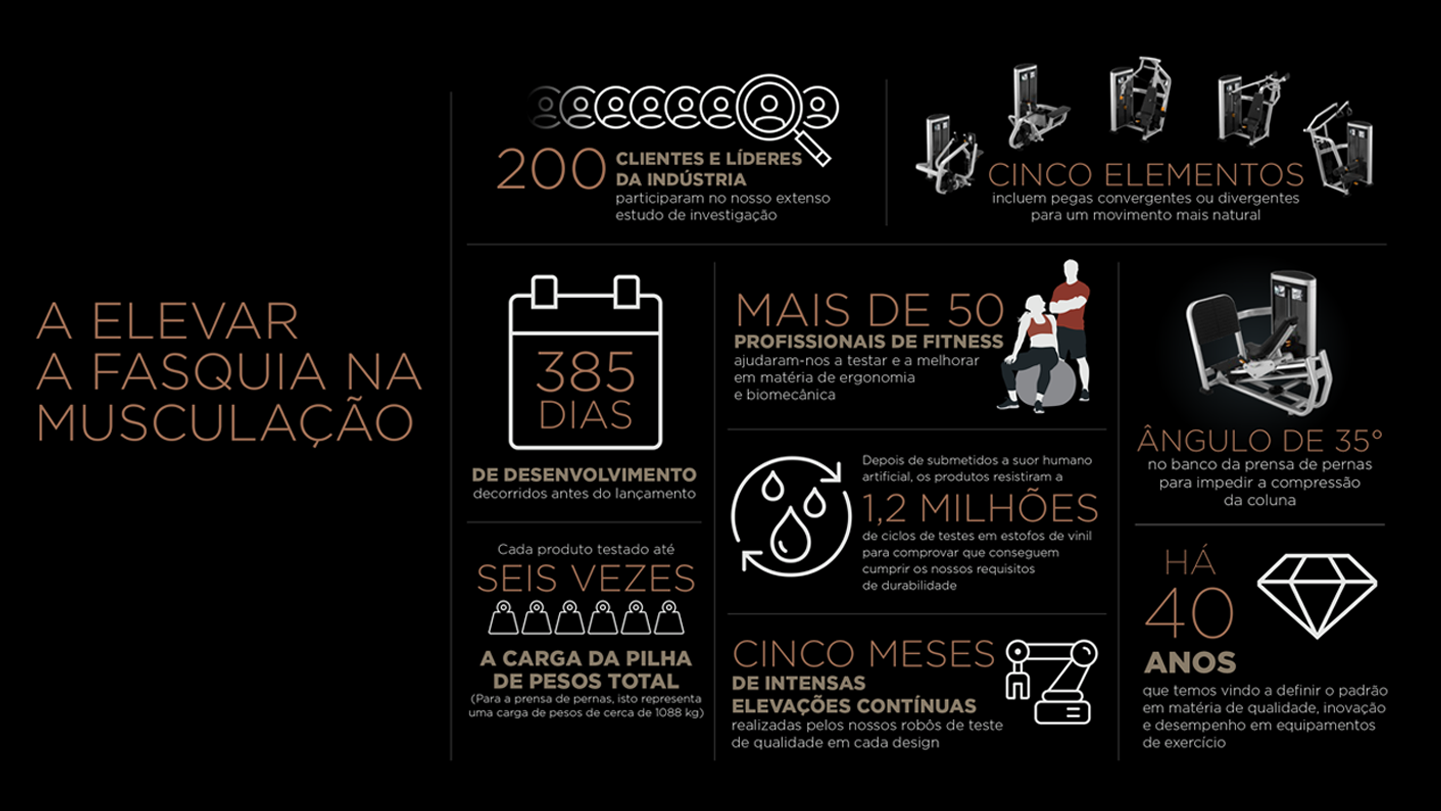 A ELEVAR
A FASQUIA NA
MUSCULAÇÃO
200
CLIENTES E LÍDERES
DA INDÚSTRIA
participaram no nosso extenso
estudo de investigação
CINCO ELEMENTOS
incluem pegas convergentes ou divergentes
para um movimento mais natural
385
DIAS
DE DESENVOLVIMENTO
decorridos antes do lançamento
Cada produto testado até
SEIS VEZES
A CARGA DA PILHA
DE PESOS TOTAL
(Para a prensa de pernas, isto representa
uma carga de pesos de cerca de 1088 kg)
MAIS DE 50
PROFISSIONAIS DE FITNESS
ajudaram-nos a testar e a melhorar
em matéria de ergonomia
e biomecânica
Depois de submetidos a suor humano
artificial, os produtos resistiram a
1,2 MILHÕES
de ciclos de testes em estofos de vinil
para comprovar que conseguem
cumprir os nossos requisitos
de durabilidade
CINCO MESES
DE INTENSAS
ELEVAÇÕES CONTÍNUAS
realizadas pelos nossos robôs de teste
de qualidade em cada design
ÂNGULO DE 35°
no banco da prensa de pernas
para impedir a compressão
da coluna
HÁ
40
ANOS
que temos vindo a definir o padrão
em matéria de qualidade, inovação
e desempenho em equipamentos
de exercício